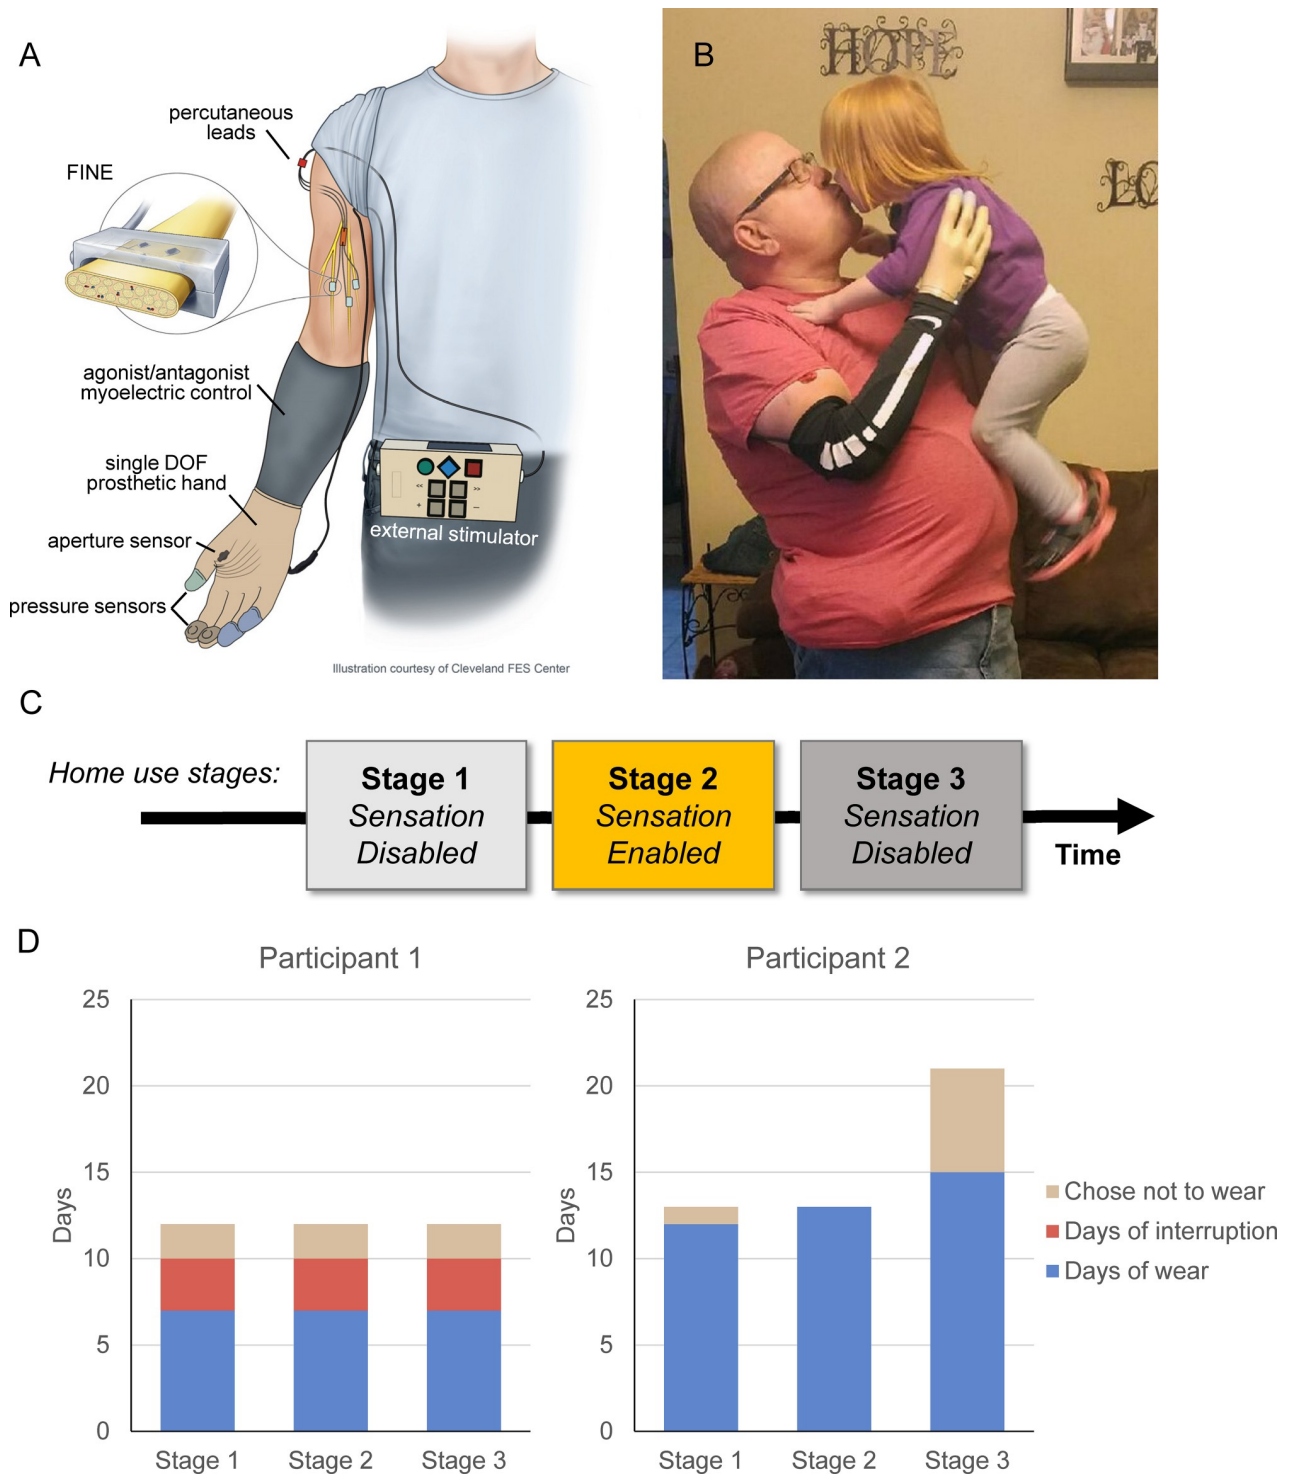 A
percutaneous
leads
FINE
agonist/antagonist
myoelectric control
single DOF
prosthetic hand
aperture sensor
pressure sensors
<< >>
+ −
external stimulator
Illustration courtesy of Cleveland FES Center
B
HOPE
LO
C
Home use stages:
Stage 1
Sensation
Disabled
Stage 2
Sensation
Enabled
Stage 3
Sensation
Disabled
Time
D
Participant 1
25
20
15
10
5
0
Days
Stage 1 Stage 2 Stage 3
Participant 2
25
20
15
10
5
0
Days
Stage 1 Stage 2 Stage 3
Chose not to wear
Days of interruption
Days of wear